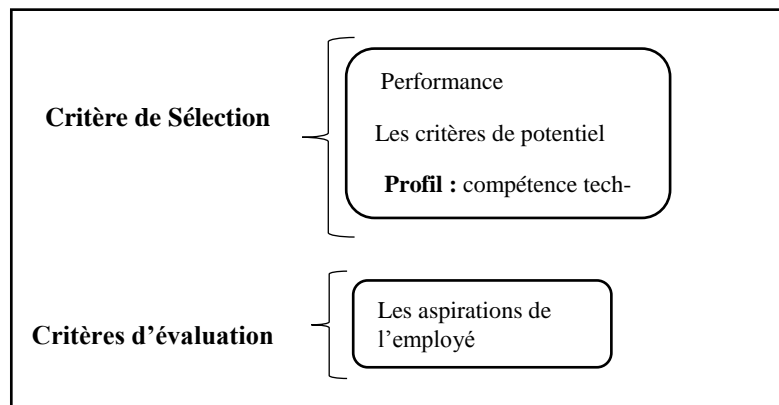 Critère de Sélection
Performance
Les critères de potentiel
Profil : compétence tech-
Critères d’évaluation
Les aspirations de
l’employé